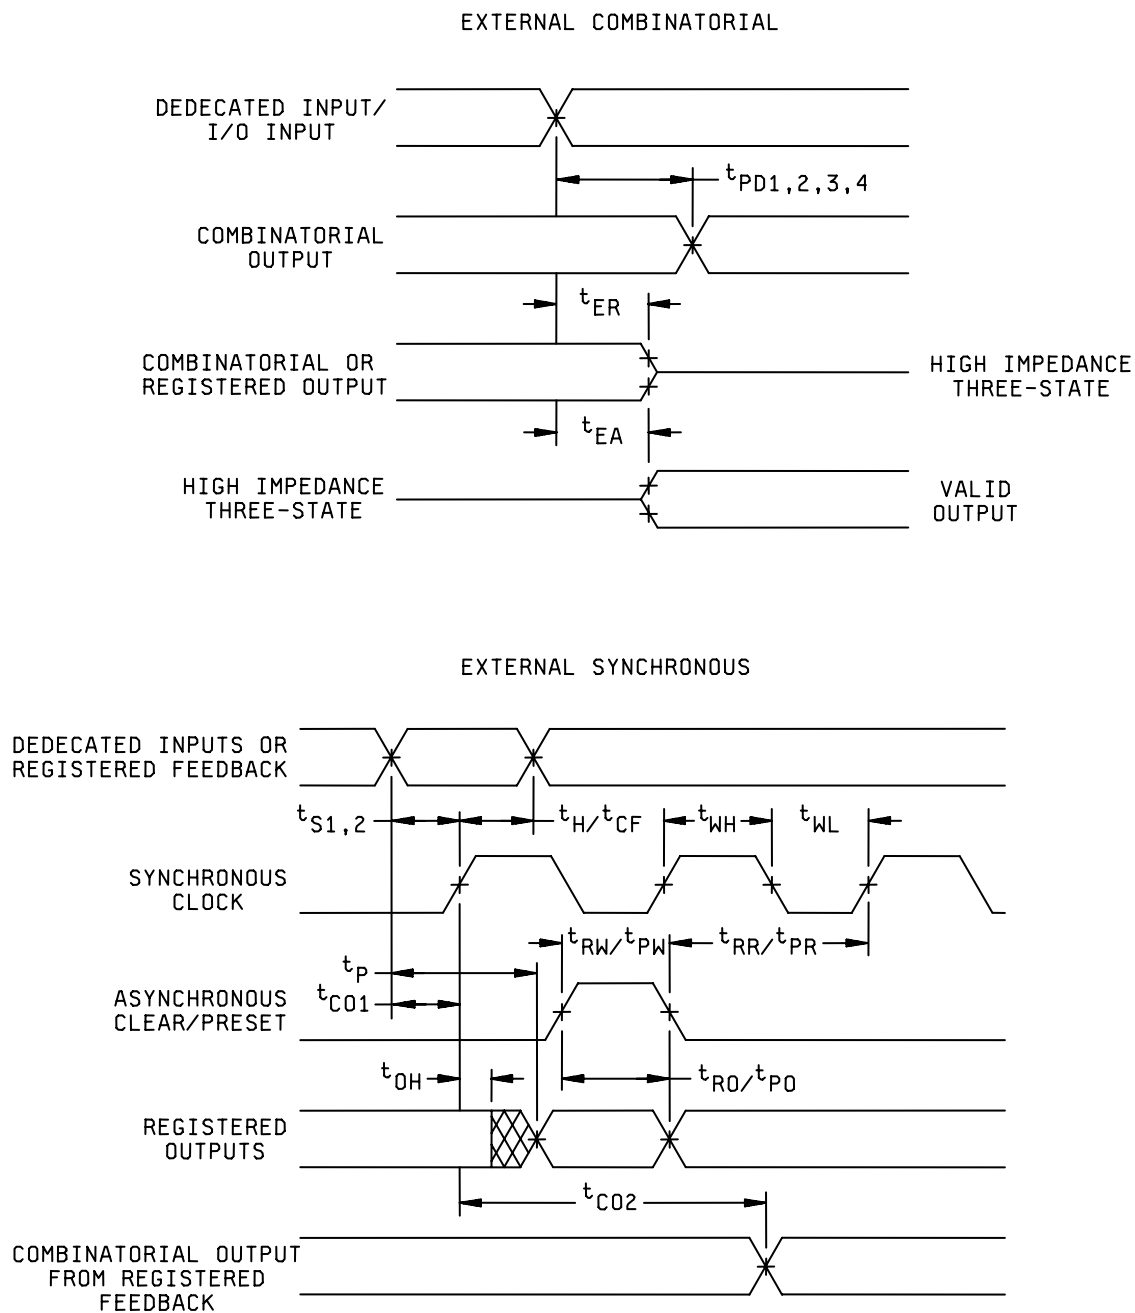 EXTERNAL COMBINATORIAL
DEDECATED INPUT/
I/O INPUT
tPD1,2,3,4
COMBINATORIAL
OUTPUT
tER
COMBINATORIAL OR
REGISTERED OUTPUT
HIGH IMPEDANCE
THREE-STATE
tEA
HIGH IMPEDANCE
THREE-STATE
VALID
OUTPUT
EXTERNAL SYNCHRONOUS
DEDECATED INPUTS OR
REGISTERED FEEDBACK
tS1,2
tH/tCF
tWH
tWL
SYNCHRONOUS
CLOCK
tRW/tPW
tRR/tPR
tP
tCO1
ASYNCHRONOUS
CLEAR/PRESET
tOH
tRO/tPO
REGISTERED
OUTPUTS
tCO2
COMBINATORIAL OUTPUT
FROM REGISTERED
FEEDBACK